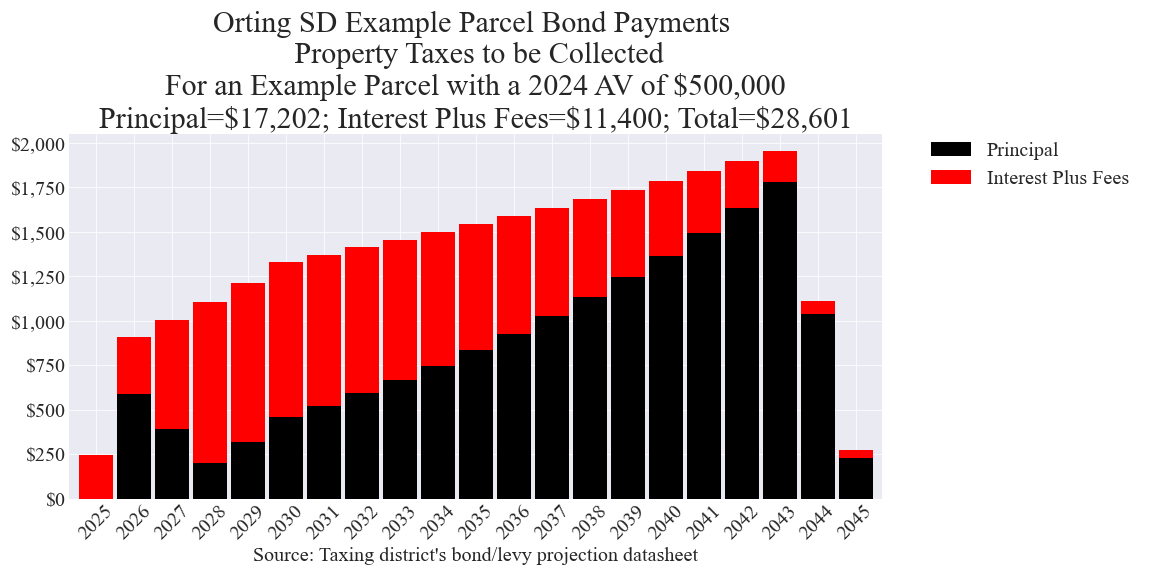 Orting SD Example Parcel Bond Payments
Property Taxes to be Collected
For an Example Parcel with a 2024 AV of $500,000
Principal=$17,202; Interest Plus Fees=$11,400; Total=$28,601
$2,000
$1,750
$1,500
$1,250
$1,000
$750
$500
$250
$0
Principal
Interest Plus Fees
2025 2026 2027 2028 2029 2030 2031 2032 2033 2034 2035 2036 2037 2038 2039 2040 2041 2042 2043 2044 2045
Source: Taxing district's bond/levy projection datasheet